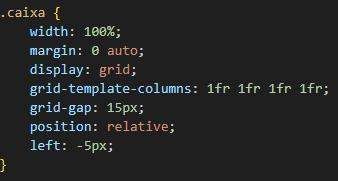 .caixa {
    width: 100%;
    margin: 0 auto;
    display: grid;
    grid-template-columns: 1fr 1fr 1fr 1fr;
    grid-gap: 15px;
    position: relative;
    left: -5px;
}